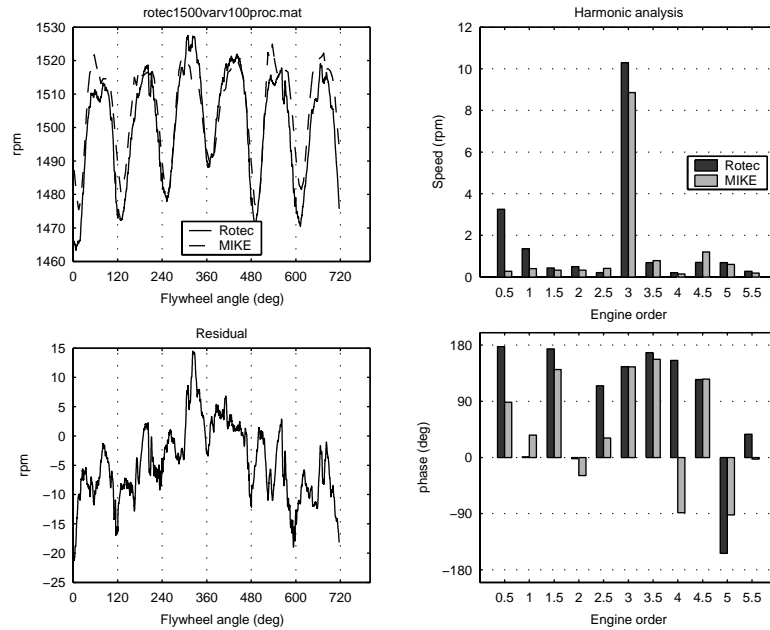 rotec1500varv100proc.mat
1530
1520
1510
1500
1490
1480
1470
1460
rpm
Rotec
MIKE
0 120 240 360 480 600 720
Flywheel angle (deg)
Harmonic analysis
12
10
8
6
4
2
0
Speed (rpm)
Rotec
MIKE
0.5 1 1.5 2 2.5 3 3.5 4 4.5 5 5.5
Engine order
Residual
15
10
5
0
−5
−10
−15
−20
−25
rpm
0 120 240 360 480 600 720
Flywheel angle (deg)
180
90
0
−90
−180
phase (deg)
0.5 1 1.5 2 2.5 3 3.5 4 4.5 5 5.5
Engine order